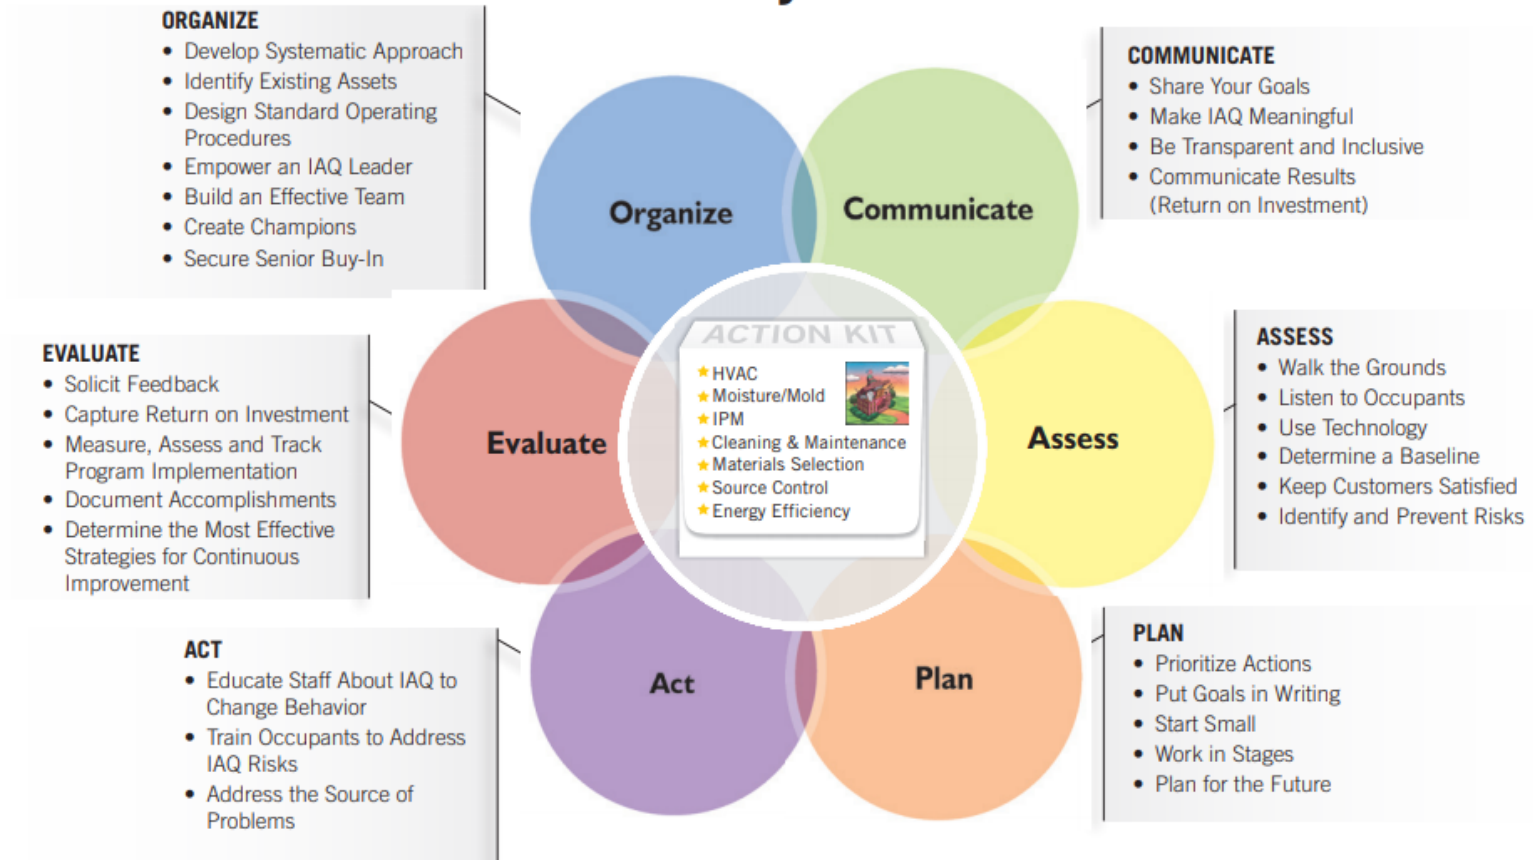 ORGANIZE
• Develop Systematic Approach
• Identify Existing Assets
• Design Standard Operating
Procedures
• Empower an IAQ Leader
• Build an Effective Team
• Create Champions
• Secure Senior Buy-In
COMMUNICATE
• Share Your Goals
• Make IAQ Meaningful
• Be Transparent and Inclusive
• Communicate Results
(Return on Investment)
Organize
Communicate
EVALUATE
• Solicit Feedback
• Capture Return on Investment
• Measure, Assess and Track
Program Implementation
• Document Accomplishments
• Determine the Most Effective
Strategies for Continuous
Improvement
Evaluate
ACTION KIT
HVAC
Moisture/Mold
IPM
Cleaning & Maintenance
Materials Selection
Source Control
Energy Efficiency
Assess
ASSESS
• Walk the Grounds
• Listen to Occupants
• Use Technology
• Determine a Baseline
• Keep Customers Satisfied
• Identify and Prevent Risks
ACT
• Educate Staff About IAQ to
Change Behavior
• Train Occupants to Address
IAQ Risks
• Address the Source of
Problems
Act
Plan
PLAN
• Prioritize Actions
• Put Goals in Writing
• Start Small
• Work in Stages
• Plan for the Future